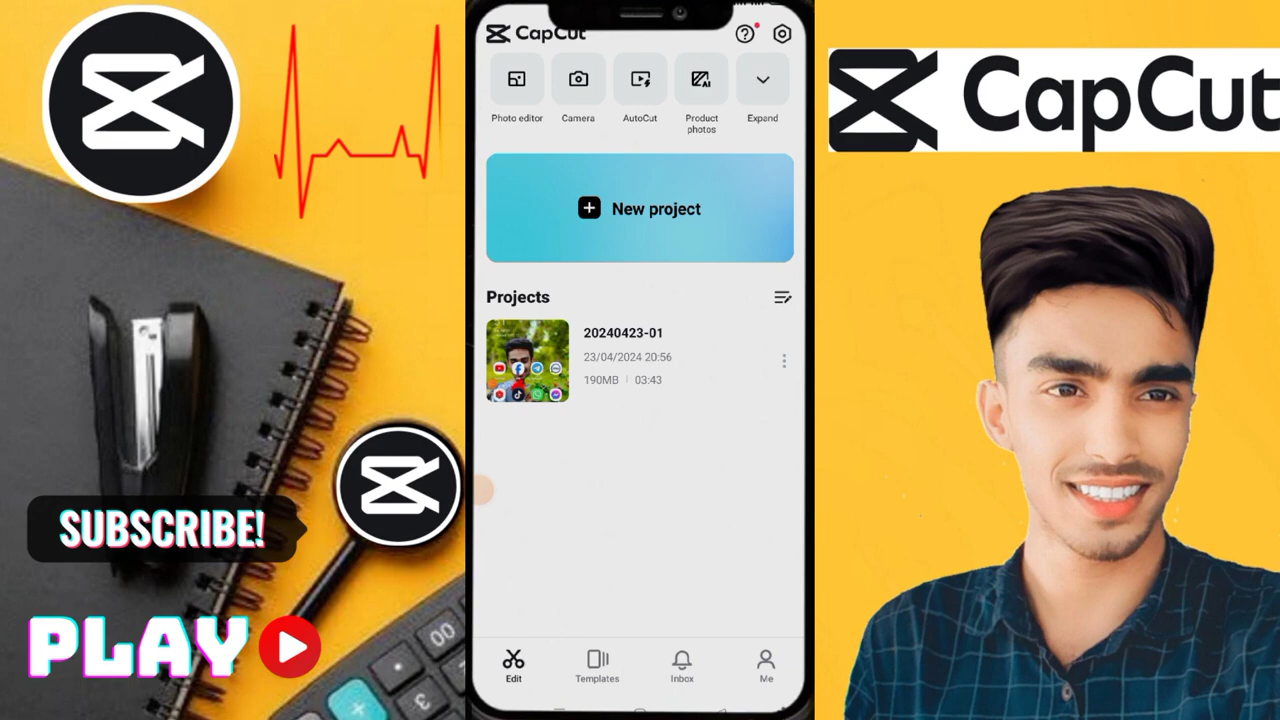 CapCut
Photo editor
Camera
AutoCut
Product
photos
Expand
New project
Projects
20240423-01
23/04/2024 20:56
190MB
03:43
Edit
Templates
Inbox
Me
SUBSCRIBE!
PLAY
00
+
CapCut